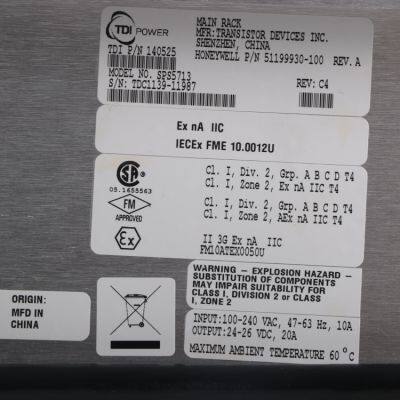 TDI POWER
MAIN RACK
MFR:TRANSISTOR DEVICES INC.
SHENZHEN, CHINA
TDI P/N 140525
HONEYWELL P/N 51199930-100 REV. A
MODEL NO. SPS5713
S/N: TDC1139-11987
REV: C4
Ex nA IIC
IECEx FME 10.0012U
SA
05.1655563
FM
APPROVED
Ex
Cl. I, Div. 2, Grp. A B C D T4
Cl. I, Zone 2, Ex nA IIC T4
Cl. I, Div. 2, Grp. A B C D T4
Cl. I, Zone 2, AEx nA IIC T4
II 3G Ex nA IIC
FM10ATEX0050U
WARNING – EXPLOSION HAZARD -
SUBSTITUTION OF COMPONENTS
MAY IMPAIR SUITABILITY FOR
CLASS I, DIVISION 2 or CLASS
I, ZONE 2
ORIGIN:
MFD IN
CHINA
INPUT:100-240 VAC, 47-63 Hz, 10A
OUTPUT:24-26 VDC, 20A
MAXIMUM AMBIENT TEMPERATURE 60°C